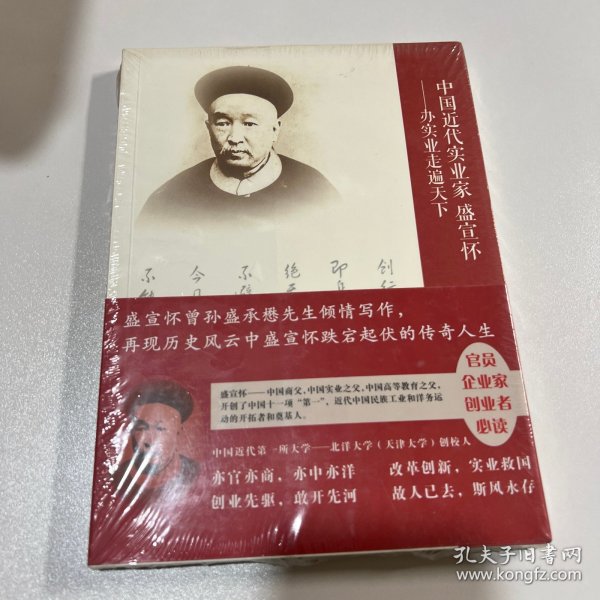 中国近代实业家 盛宣怀
——办实业走遍天下
创行
即
绝
不
今
不
盛宣怀曾孙盛承懋先生倾情写作，
再现历史风云中盛宣怀跌宕起伏的传奇人生
官员
企业家
创业者
必读
盛宣怀——中国商父，中国实业之父，中国高等教育之父，
开创了中国十一项“第一”，近代中国民族工业和洋务运
动的开拓者和奠基人。
中国近代第一所大学——北洋大学（天津大学）创校人
亦官亦商，亦中亦洋
改革创新，实业救国
创业先驱，敢开先河
故人已去，斯风永存
孔夫子旧书网
www.kongfz.com